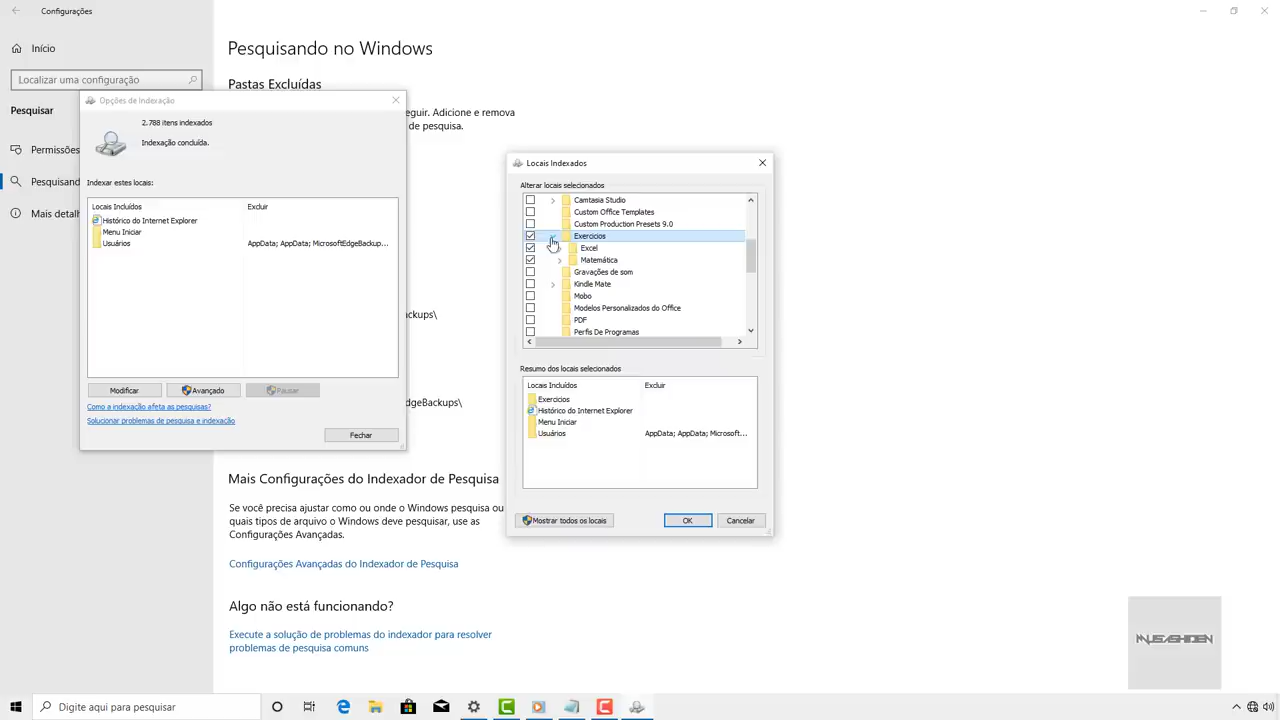 Configurações
Início
Localizar uma configuração
Pesquisar
Permissões
Pesquisand
Mais detalh
Pesquisando no Windows
Pastas Excluídas
eguir. Adicione e remova
de pesquisa.
ckups\
dgeBackups\
Mais Configurações do Indexador de Pesquisa
Se você precisa ajustar como ou onde o Windows pesquisa ou
quais tipos de arquivo o Windows deve pesquisar, use as
Configurações Avançadas.
Configurações Avançadas do Indexador de Pesquisa
Algo não está funcionando?
Execute a solução de problemas do indexador para resolver
problemas de pesquisa comuns
Opções de Indexação
2.788 itens indexados
Indexação concluída.
Indexar estes locais:
Locais Incluídos Excluir
Histórico do Internet Explorer
Menu Iniciar
Usuários AppData; AppData; MicrosoftEdgeBackup...
Modificar Avançado Pausar
Como a indexação afeta as pesquisas?
Solucionar problemas de pesquisa e indexação
Fechar
Locais Indexados
Alterar locais selecionados
Camtasia Studio
Custom Office Templates
Custom Production Presets 9.0
Exercicios
Excel
Matemática
Gravações de som
Kindle Mate
Mobo
Modelos Personalizados do Office
PDF
Perfis De Programas
Resumo dos locais selecionados
Locais Incluídos Excluir
Exercicios
Histórico do Internet Explorer
Menu Iniciar
Usuários AppData; AppData; Microsoft...
Mostrar todos os locais OK Cancelar
Digite aqui para pesquisar